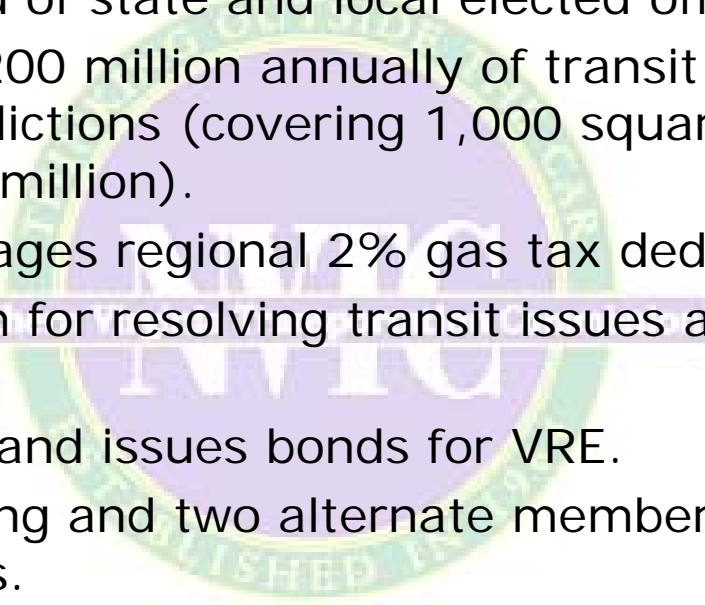 d of state and local elected of
200 million annually of transit
dictions (covering 1,000 squar
million).
ages regional 2% gas tax ded
n for resolving transit issues a
and issues bonds for VRE.
ng and two alternate member
s.
NVTC